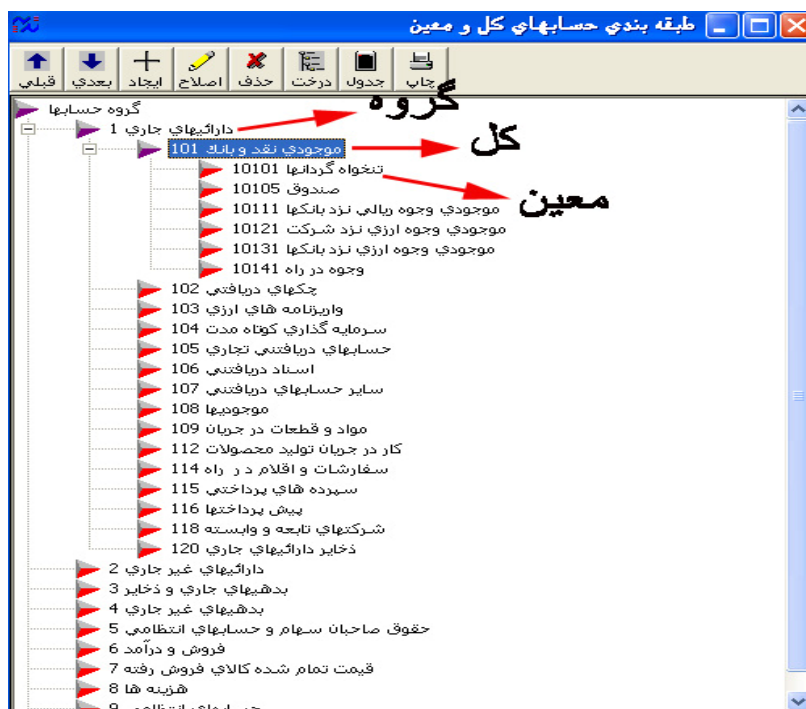 طبقه بندي حسابهاي كل و معين
قبلي بعدي ايجاد اصلاح حذف درخت جدول چاپ
گروه حسابها
گروه
دارائيهاي جاري 1
كل
موجودي نقد و بانك 101
تنخواه گردانها 10101
صندوق 10105
معين
موجودي وجوه ريالي نزد بانكها 10111
موجودي وجوه ارزي نزد شركت 10121
موجودي وجوه ارزي نزد بانكها 10131
وجوه در راه 10141
چكهاي دريافتي 102
واريزنامه هاي ارزي 103
سرمايه گذاري كوتاه مدت 104
حسابهاي دريافتني تجاري 105
اسناد دريافتني 106
ساير حسابهاي دريافتني 107
موجوديها 108
مواد و قطعات در جريان 109
كار در جريان توليد محصولات 112
سفارشات و اقلام در راه 114
سپرده هاي پرداختي 115
پيش پرداختها 116
شركتهاي تابعه و وابسته 118
ذخاير دارائيهاي جاري 120
دارائيهاي غير جاري 2
بدهيهاي جاري و ذخاير 3
بدهيهاي غير جاري 4
حقوق صاحبان سهام و حسابهاي انتظامي 5
فروش و درآمد 6
قيمت تمام شده كالاي فروش رفته 7
هزينه ها 8
حسابهاي انتظامي 9